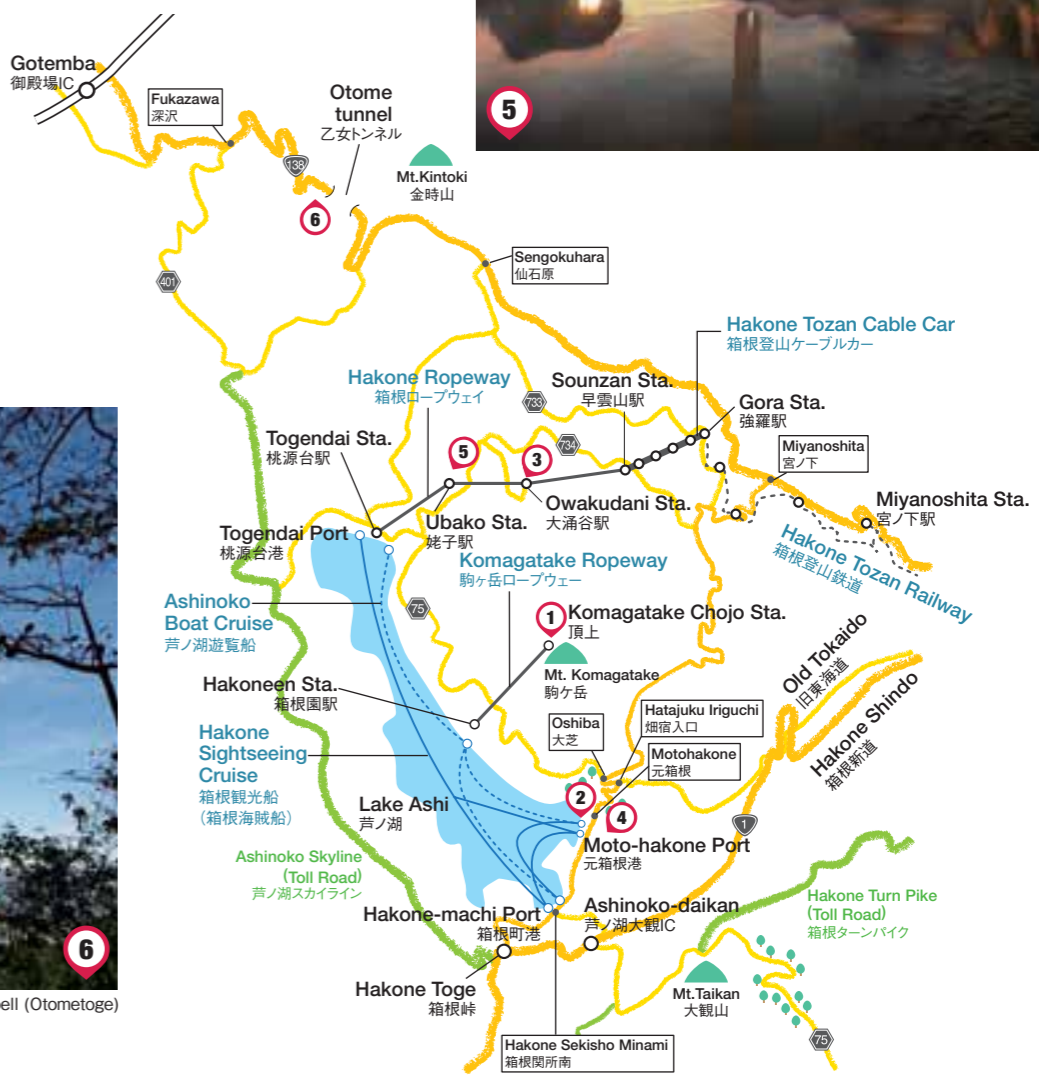 5
Gotemba
御殿場IC
Fukazawa
深沢
Otome
tunnel
乙女トンネル
138
6
Mt.Kintoki
金時山
Sengokuhara
仙石原
401
Hakone Tozan Cable Car
箱根登山ケーブルカー
Hakone Ropeway
箱根ロープウェイ
Sounzan Sta.
早雲山駅
733
Gora Sta.
強羅駅
Togendai Sta.
桃源台駅
5
3
734
Miyanoshita
宮ノ下
Owakudani Sta.
大涌谷駅
Ubako Sta.
姥子駅
Miyanoshita Sta.
宮ノ下駅
Togendai Port
桃源台港
Komagatake Ropeway
駒ヶ岳ロープウェー
Hakone Tozan Railway
箱根登山鉄道
Ashinoko
Boat Cruise
芦ノ湖遊覧船
75
1
Komagatake Chojo Sta.
頂上
Mt. Komagatake
駒ケ岳
Old Tokaido
旧東海道
Hakoneen Sta.
箱根園駅
Hatajuku Iriguchi
畑宿入口
Oshiba
大芝
Hakone Shindo
箱根新道
Hakone
Sightseeing
Cruise
箱根観光船
(箱根海賊船)
Motohakone
元箱根
Lake Ashi
芦ノ湖
2
4
1
Moto-hakone Port
元箱根港
Ashinoko Skyline
(Toll Road)
芦ノ湖スカイライン
Hakone Turn Pike
(Toll Road)
箱根ターンパイク
Hakone-machi Port
箱根町港
Ashinoko-daikan
芦ノ湖大観IC
6
ell (Otometoge)
Hakone Toge
箱根峠
Mt.Taikan
大観山
Hakone Sekisho Minami
箱根関所南
75